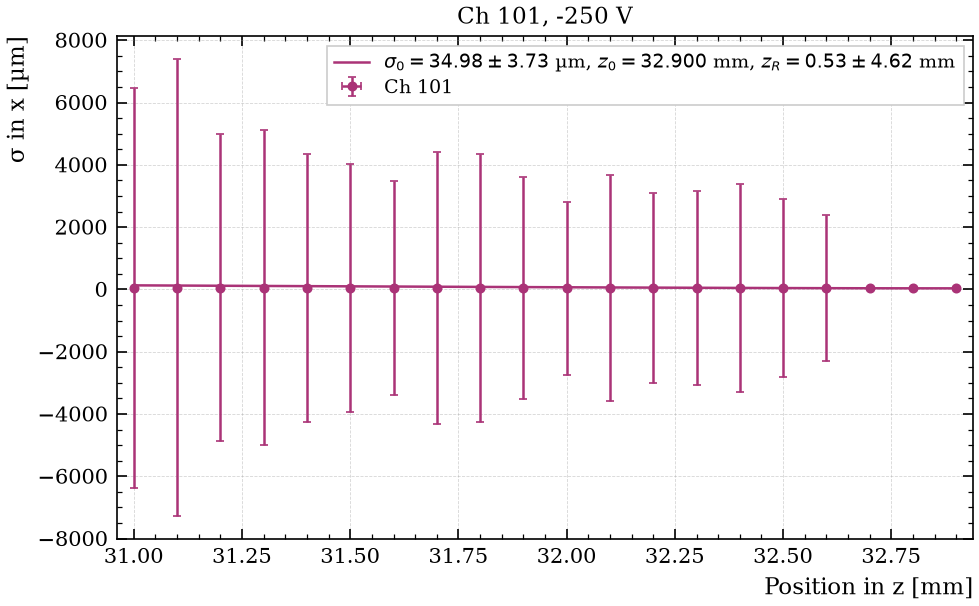 Ch 101, -250 V
σ in x [µm]
8000
6000
4000
2000
0
−2000
−4000
−6000
−8000
σ₀ = 34.98 ± 3.73 µm, z₀ = 32.900 mm, z_R = 0.53 ± 4.62 mm
Ch 101
31.00 31.25 31.50 31.75 32.00 32.25 32.50 32.75
Position in z [mm]